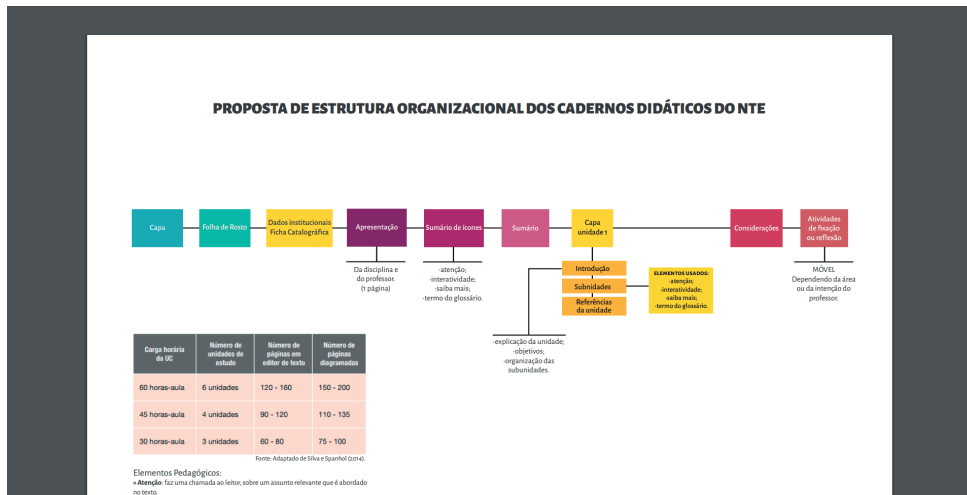 PROPOSTA DE ESTRUTURA ORGANIZACIONAL DOS CADERNOS DIDÁTICOS DO NTE
Capa
Folha de Rosto
Dados institucionais
Ficha Catalográfica
Apresentação
Sumário de ícones
Sumário
Capa
unidade 1
Considerações
Atividades
de fixação
ou reflexão
Da disciplina e
do professor.
(1 página)
-atenção;
-interatividade;
-saiba mais;
-termo do glossário.
Introdução
Subnidades
Referências
da unidade
ELEMENTOS USADOS:
-atenção;
-interatividade;
-saiba mais;
-termo do glossário.
MÓVEL
Dependendo da área
ou da intenção do
professor.
-explicação da unidade;
-objetivos;
-organização das
subunidades.
Carga horária
da UC
Número de
unidades de
estudo
Número de
páginas em
editor de texto
Número de
páginas
diagramadas
60 horas-aula 6 unidades 120 - 160 150 - 200
45 horas-aula 4 unidades 90 - 120 110 - 135
30 horas-aula 3 unidades 60 - 80 75 - 100
Fonte: Adaptado de Silva e Spanhol (2014).
Elementos Pedagógicos:
» Atenção: faz uma chamada ao leitor, sobre um assunto relevante que é abordado
no texto.